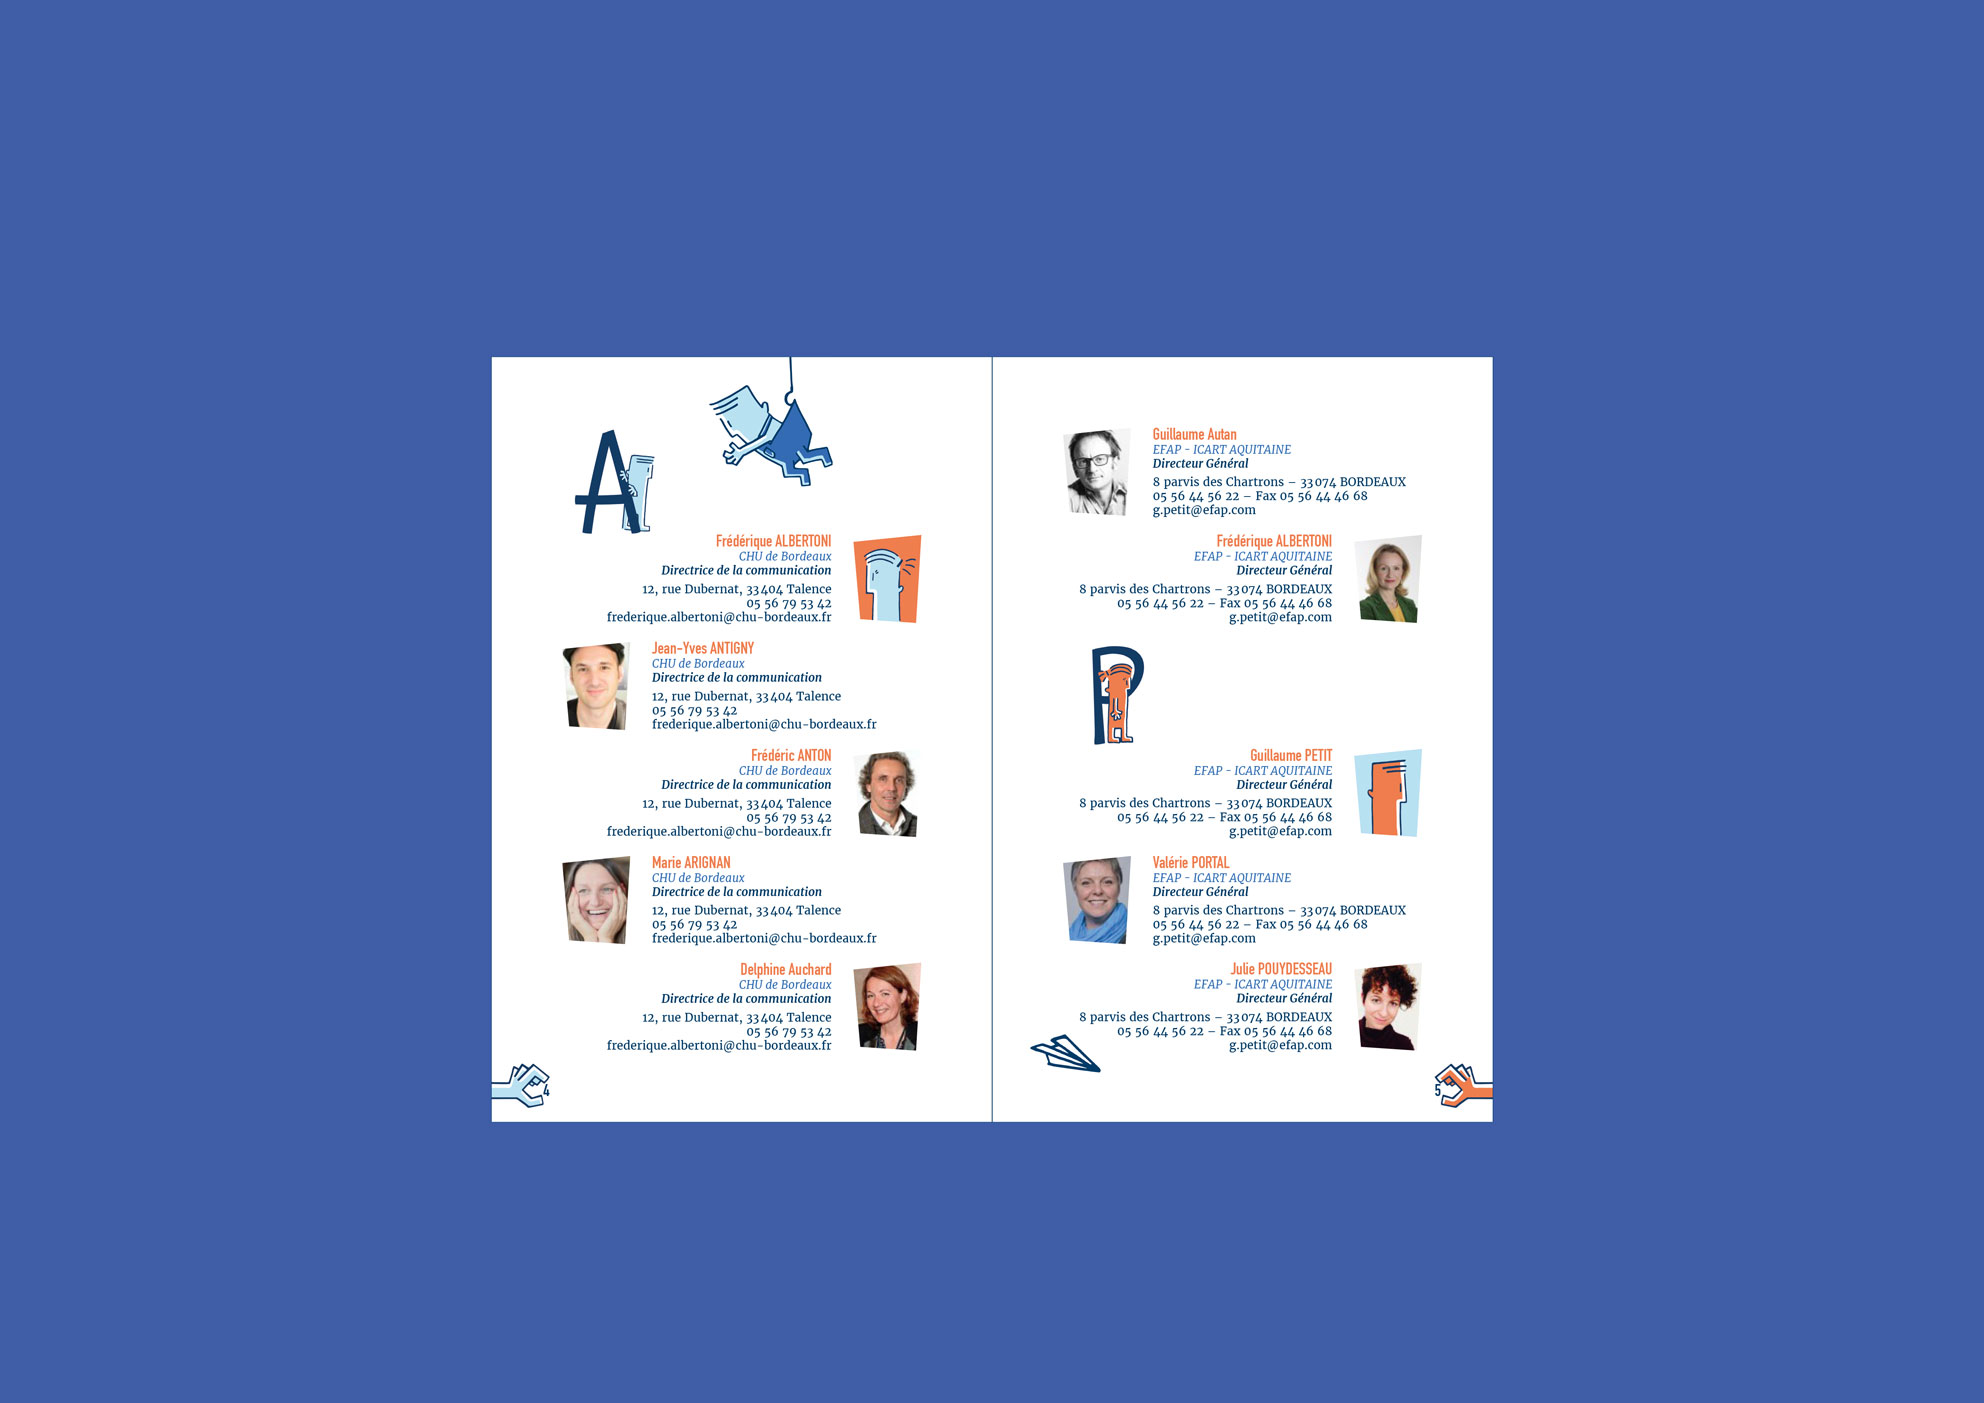 A
Frédérique ALBERTONI
CHU de Bordeaux
Directrice de la communication
12, rue Dubernat, 33404 Talence
05 56 79 53 42
frederique.albertoni@chu-bordeaux.fr
Jean-Yves ANTIGNY
CHU de Bordeaux
Directrice de la communication
12, rue Dubernat, 33404 Talence
05 56 79 53 42
frederique.albertoni@chu-bordeaux.fr
Frédéric ANTON
CHU de Bordeaux
Directrice de la communication
12, rue Dubernat, 33404 Talence
05 56 79 53 42
frederique.albertoni@chu-bordeaux.fr
Marie ARIGNAN
CHU de Bordeaux
Directrice de la communication
12, rue Dubernat, 33404 Talence
05 56 79 53 42
frederique.albertoni@chu-bordeaux.fr
Delphine Auchard
CHU de Bordeaux
Directrice de la communication
12, rue Dubernat, 33404 Talence
05 56 79 53 42
frederique.albertoni@chu-bordeaux.fr
4
Guillaume Autan
EFAP - ICART AQUITAINE
Directeur Général
8 parvis des Chartrons – 33074 BORDEAUX
05 56 44 56 22 – Fax 05 56 44 46 68
g.petit@efap.com
Frédérique ALBERTONI
EFAP - ICART AQUITAINE
Directeur Général
8 parvis des Chartrons – 33074 BORDEAUX
05 56 44 56 22 – Fax 05 56 44 46 68
g.petit@efap.com
P
Guillaume PETIT
EFAP - ICART AQUITAINE
Directeur Général
8 parvis des Chartrons – 33074 BORDEAUX
05 56 44 56 22 – Fax 05 56 44 46 68
g.petit@efap.com
Valérie PORTAL
EFAP - ICART AQUITAINE
Directeur Général
8 parvis des Chartrons – 33074 BORDEAUX
05 56 44 56 22 – Fax 05 56 44 46 68
g.petit@efap.com
Julie POUYDESSEAU
EFAP - ICART AQUITAINE
Directeur Général
8 parvis des Chartrons – 33074 BORDEAUX
05 56 44 56 22 – Fax 05 56 44 46 68
g.petit@efap.com
5